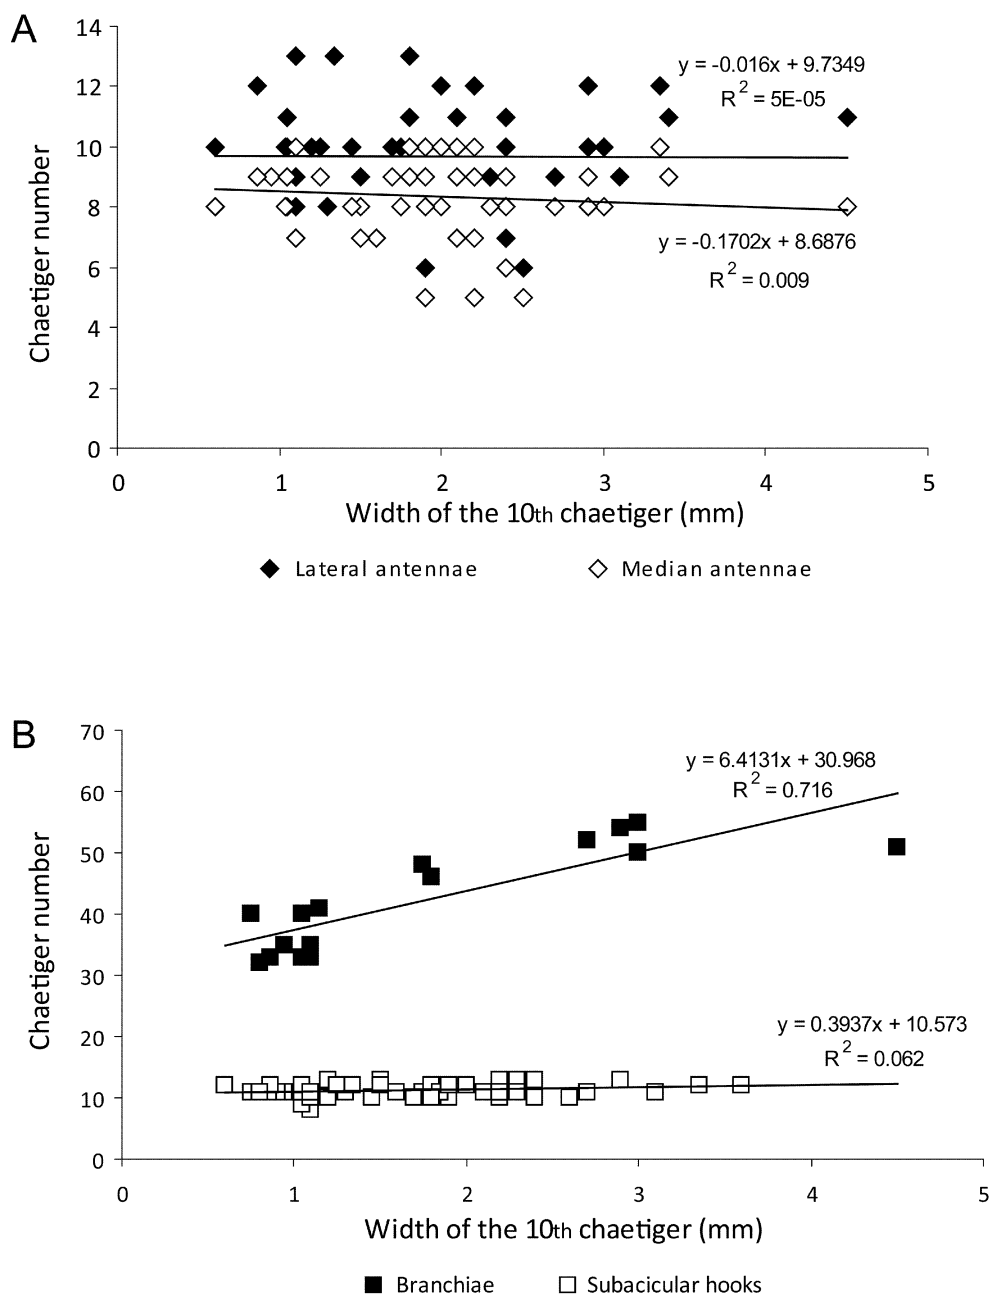 A
14
12
10
8
6
4
2
0
Chaetiger number
y = -0.016x + 9.7349
R2 = 5E-05
y = -0.1702x + 8.6876
R2 = 0.009
0 1 2 3 4 5
Width of the 10th chaetiger (mm)
Lateral antennae Median antennae
B
70
60
50
40
30
20
10
0
Chaetiger number
y = 6.4131x + 30.968
R2 = 0.716
y = 0.3937x + 10.573
R2 = 0.062
0 1 2 3 4 5
Width of the 10th chaetiger (mm)
Branchiae Subacicular hooks